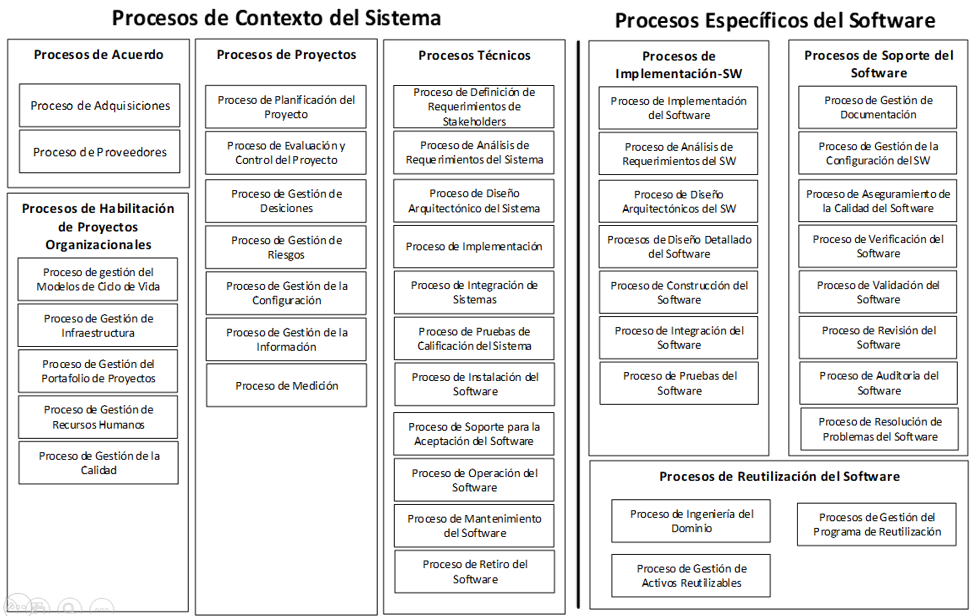 Procesos de Contexto del Sistema
Procesos Específicos del Software
Procesos de Acuerdo
Proceso de Adquisiciones
Proceso de Proveedores
Procesos de Habilitación
de Proyectos
Organizacionales
Proceso de gestión del
Modelos de Ciclo de Vida
Proceso de Gestión de
Infraestructura
Proceso de Gestión del
Portafolio de Proyectos
Proceso de Gestión de
Recursos Humanos
Proceso de Gestión de la
Calidad
Procesos de Proyectos
Proceso de Planificación del
Proyecto
Proceso de Evaluación y
Control del Proyecto
Proceso de Gestión de
Desiciones
Proceso de Gestión de
Riesgos
Proceso de Gestión de la
Configuración
Proceso de Gestión de la
Información
Proceso de Medición
Procesos Técnicos
Proceso de Definición de
Requerimientos de
Stakeholders
Proceso de Análisis de
Requerimientos del Sistema
Proceso de Diseño
Arquitectónico del Sistema
Proceso de Implementación
Proceso de Integración de
Sistemas
Proceso de Pruebas de
Calificación del Sistema
Proceso de Instalación del
Software
Proceso de Soporte para la
Aceptación del Software
Proceso de Operación del
Software
Proceso de Mantenimiento del
Software
Proceso de Retiro del
Software
Procesos de
Implementación-SW
Proceso de Implementación
del Software
Proceso de Análisis de
Requerimientos del SW
Proceso de Diseño
Arquitectónicos del SW
Procesos de Diseño Detallado
del Software
Proceso de Construcción del
Software
Proceso de Integración del
Software
Proceso de Pruebas del
Software
Procesos de Soporte del
Software
Proceso de Gestión de
Documentación
Proceso de Gestión de la
Configuración del SW
Proceso de Aseguramiento de
la Calidad del Software
Proceso de Verificación del
Software
Proceso de Validación del
Software
Proceso de Revisión del
Software
Proceso de Auditoria del
Software
Proceso de Resolución de
Problemas del Software
Procesos de Reutilización del Software
Proceso de Ingeniería del
Dominio
Procesos de Gestión del
Programa de Reutilización
Proceso de Gestión de
Activos Reutilizables